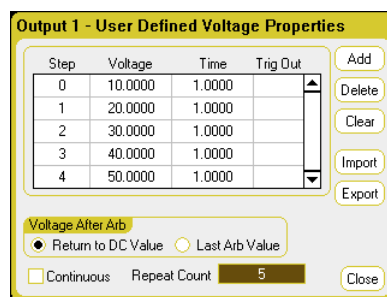 Output 1 - User Defined Voltage Properties
Step Voltage Time Trig Out
0 10.0000 1.0000
1 20.0000 1.0000
2 30.0000 1.0000
3 40.0000 1.0000
4 50.0000 1.0000
Add
Delete
Clear
Import
Export
Voltage After Arb
Return to DC Value Last Arb Value
Continuous Repeat Count 5
Close